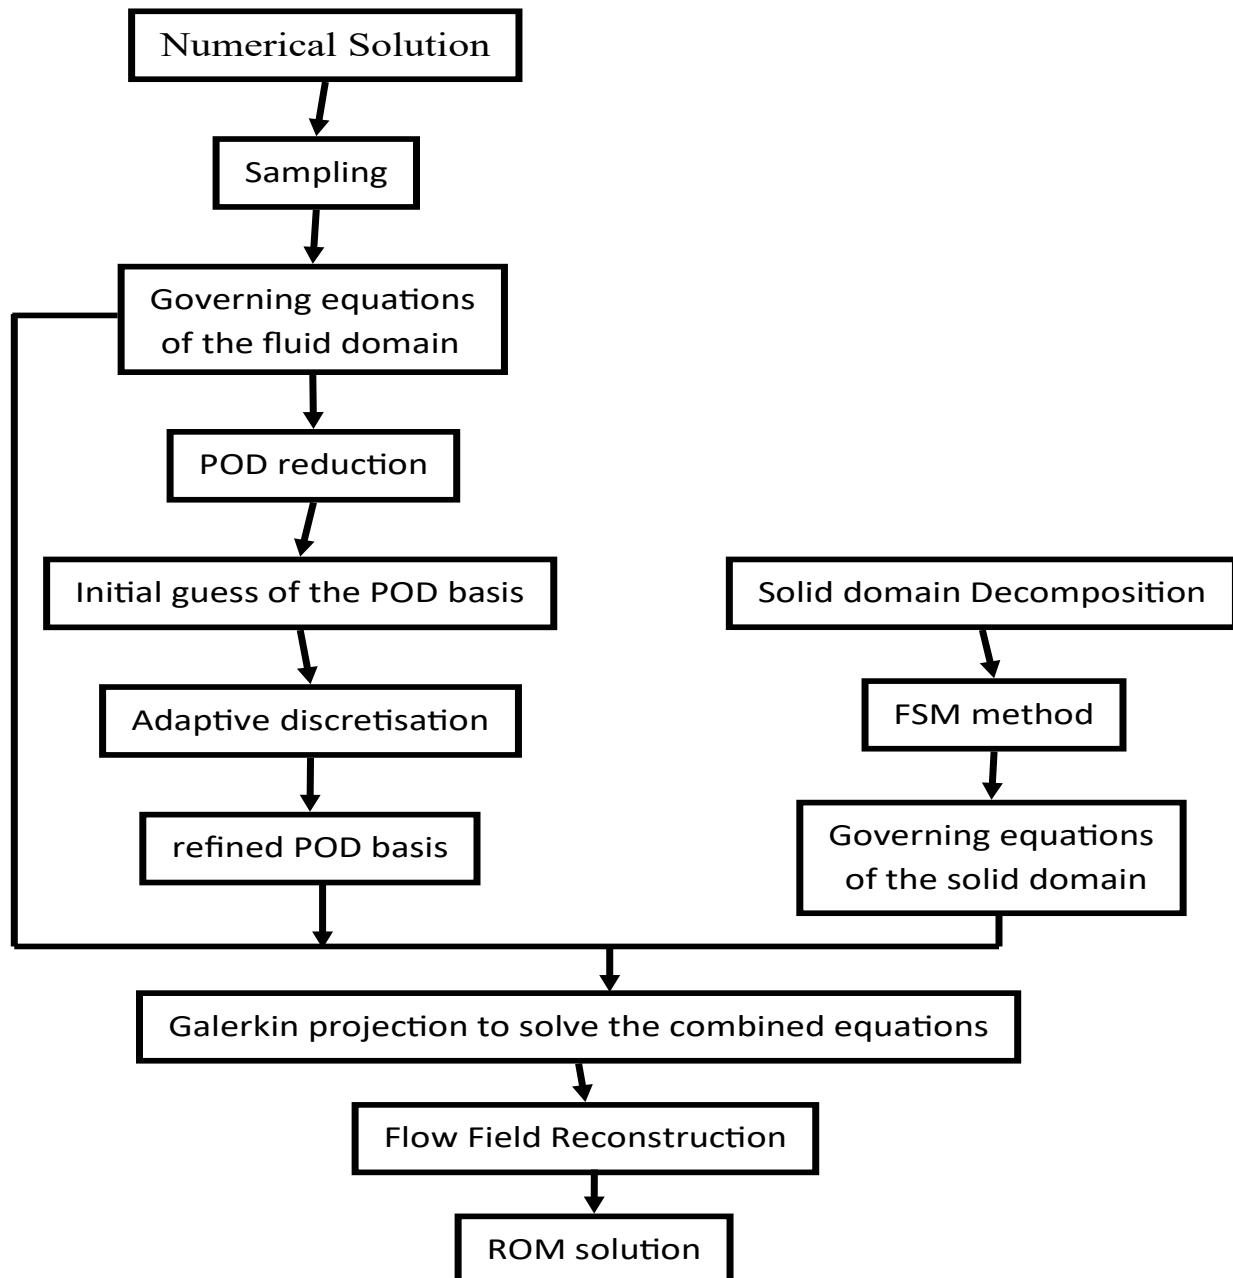 Numerical Solution
Sampling
Governing equations
of the fluid domain
POD reduction
Initial guess of the POD basis
Solid domain Decomposition
Adaptive discretisation
FSM method
refined POD basis
Governing equations
of the solid domain
Galerkin projection to solve the combined equations
Flow Field Reconstruction
ROM solution